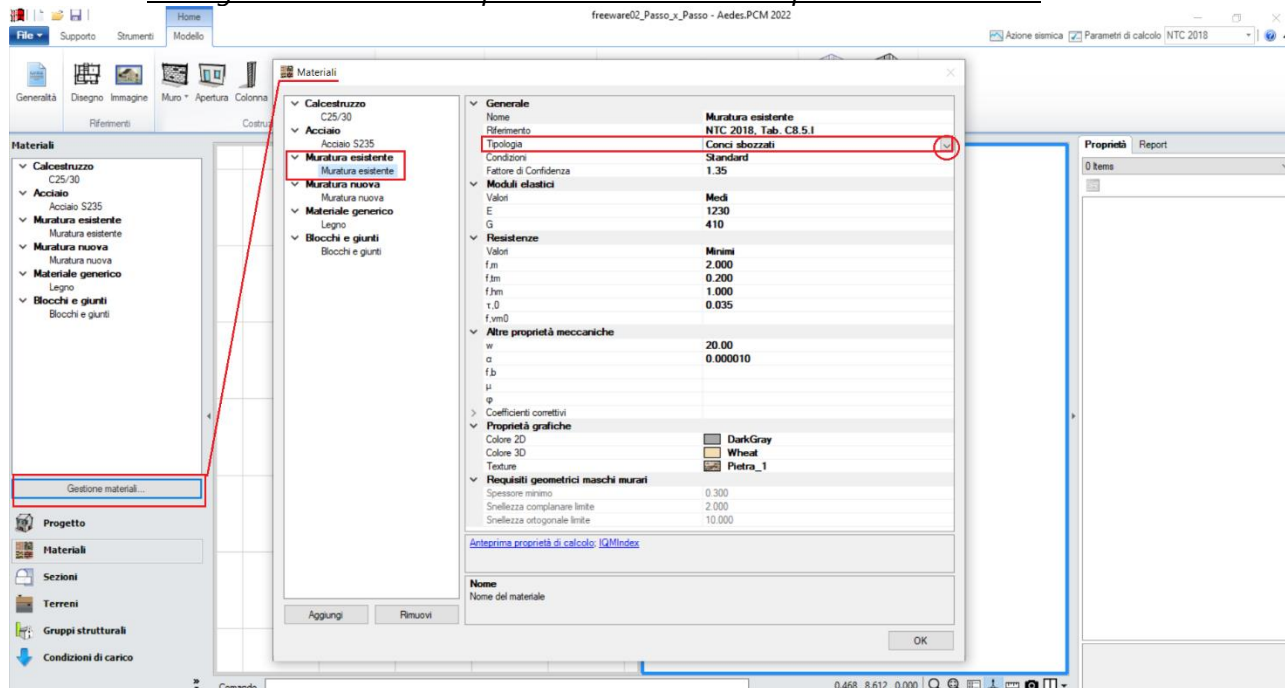 freeware02_Passo_x_Passo - Aedes.PCM 2022
Home
File Supporto Strumenti Modello
Azione sismica Parametri di calcolo NTC 2018
Generalità Disegno Immagine Muro Apertura Colonna
Riferimenti
Materiali
Calcestruzzo
C25/30
Acciaio
Acciaio S235
Muratura esistente
Muratura esistente
Muratura nuova
Muratura nuova
Materiale generico
Legno
Blocchi e giunti
Blocchi e giunti
Gestione materiali...
Progetto
Materiali
Sezioni
Terreni
Gruppi strutturali
Condizioni di carico
Materiali
Calcestruzzo
C25/30
Acciaio
Acciaio S235
Muratura esistente
Muratura esistente
Muratura nuova
Muratura nuova
Materiale generico
Legno
Blocchi e giunti
Blocchi e giunti
Aggiungi Rimuovi
Generale
Nome Muratura esistente
Riferimento NTC 2018, Tab. C8.5.I
Tipologia Conci sbozzati
Condizioni Standard
Fattore di Confidenza 1.35
Moduli elastici
Valori Medi
E 1230
G 410
Resistenze
Valori Minimi
f,m 2.000
f,tm 0.200
f,hm 1.000
τ,0 0.035
f,vm0
Altre proprietà meccaniche
w 20.00
α 0.000010
f,b
μ
φ
Coefficienti correttivi
Proprietà grafiche
Colore 2D DarkGray
Colore 3D Wheat
Texture Pietra_1
Requisiti geometrici maschi murari
Spessore minimo 0.300
Snellezza complanare limite 2.000
Snellezza ortogonale limite 10.000
Anteprima proprietà di calcolo; IQMIndex
Nome
Nome del materiale
OK
Proprietà Report
0 Items
Comando
0.468 8.612 0.000